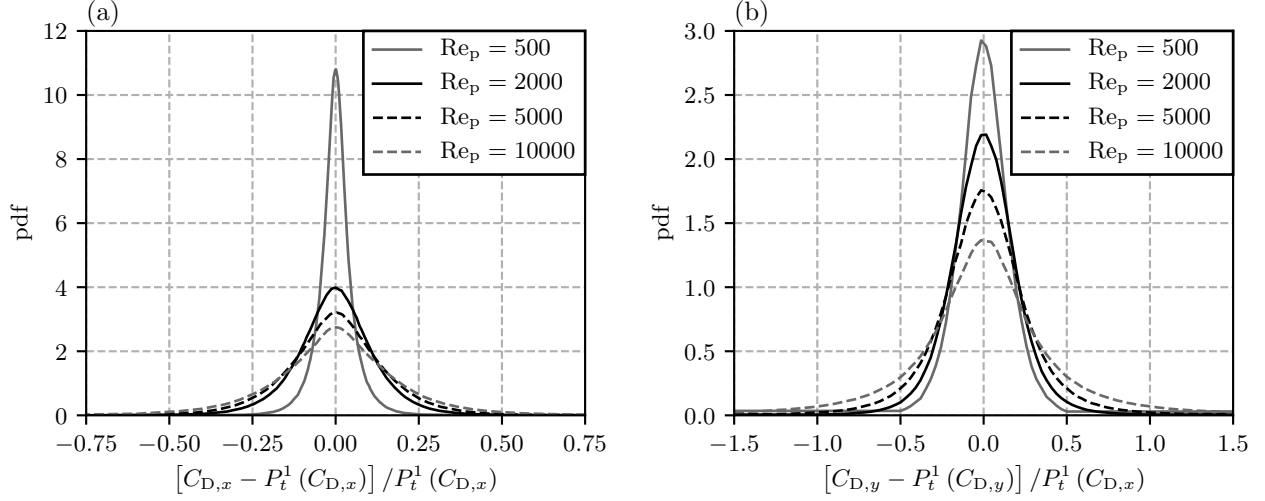 (a)
12
10
8
6
4
2
0
pdf
−0.75 −0.50 −0.25 0.00 0.25 0.50 0.75
[C_{D,x} − P_t^1 (C_{D,x})] / P_t^1 (C_{D,x})
Re_p = 500
Re_p = 2000
Re_p = 5000
Re_p = 10000
(b)
3.0
2.5
2.0
1.5
1.0
0.5
0.0
pdf
−1.5 −1.0 −0.5 0.0 0.5 1.0 1.5
[C_{D,y} − P_t^1 (C_{D,y})] / P_t^1 (C_{D,x})
Re_p = 500
Re_p = 2000
Re_p = 5000
Re_p = 10000